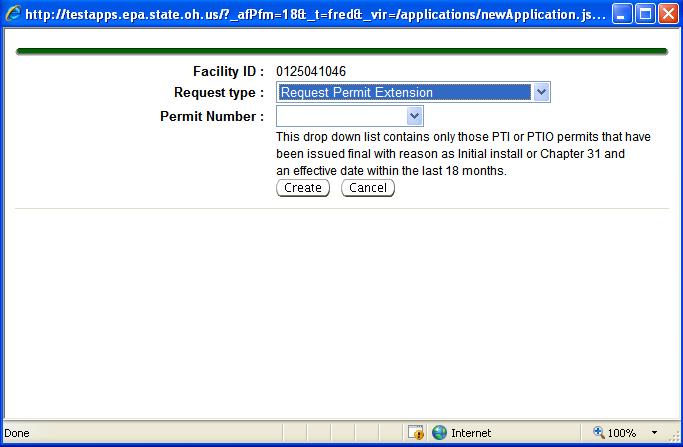 http://testapps.epa.state.oh.us/?_afPfm=18&_t=fred&_vir=/applications/newApplication.js...
Facility ID : 0125041046
Request type : Request Permit Extension
Permit Number :
This drop down list contains only those PTI or PTIO permits that have
been issued final with reason as Initial install or Chapter 31 and
an effective date within the last 18 months.
Create Cancel
Done Internet 100%